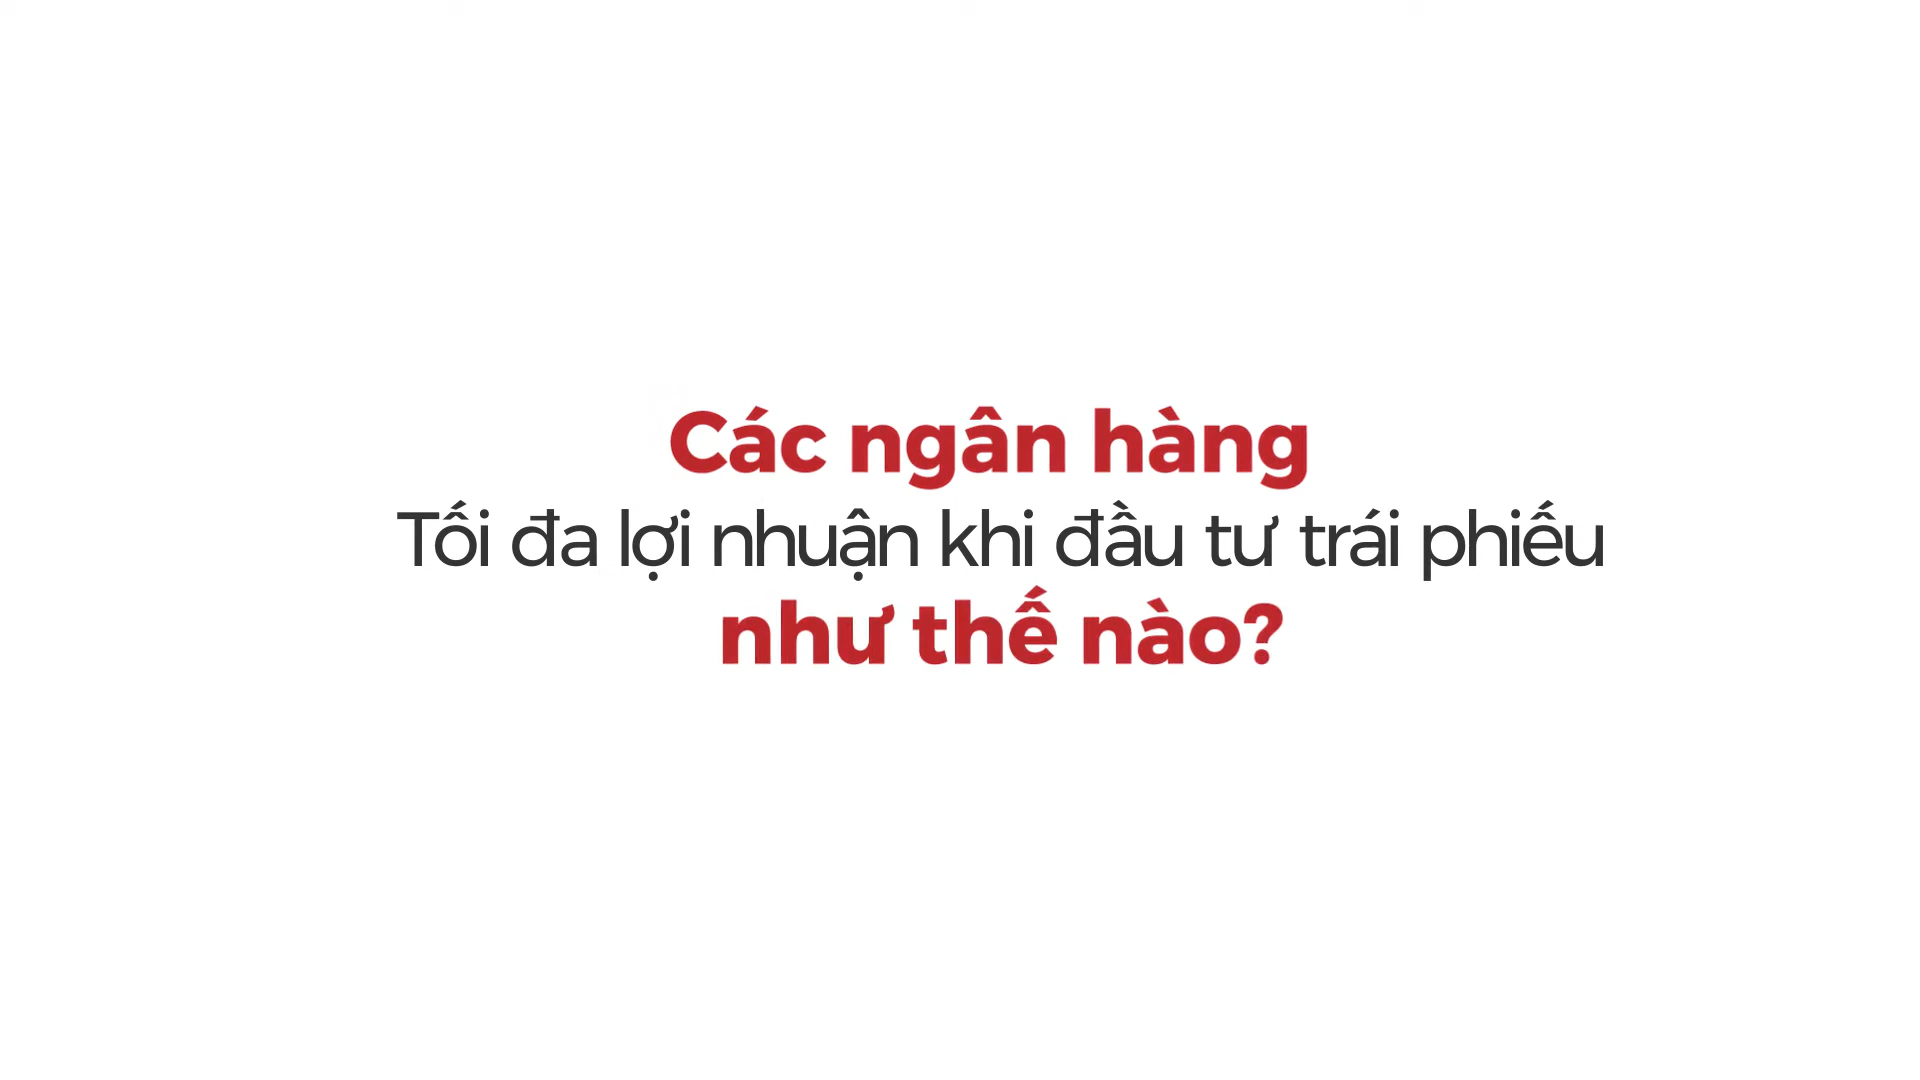 Các ngân hàng
Tối đa lợi nhuận khi đầu tư trái phiếu
như thế nào?